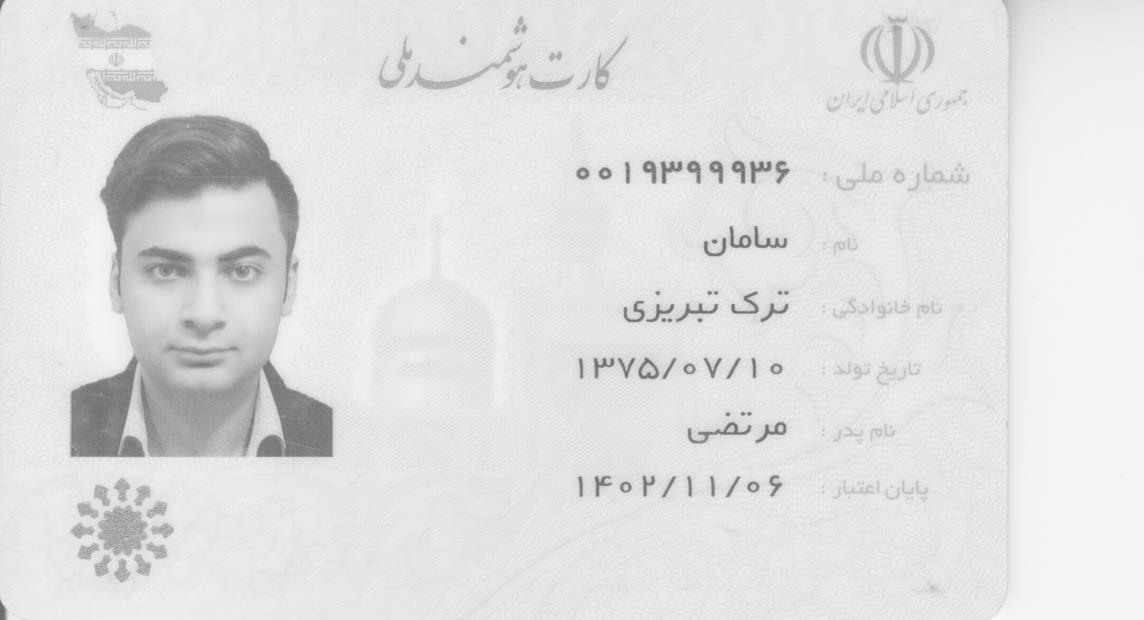 کارت هوشمند ملی
جمهوری اسلامی ایران
شماره ملی : ۰۰۱۹۳۹۹۹۳۶
نام : سامان
نام خانوادگی : ترک تبریزی
تاریخ تولد : ۱۳۷۵/۰۷/۱۰
نام پدر : مرتضی
پایان اعتبار : ۱۴۰۲/۱۱/۰۶